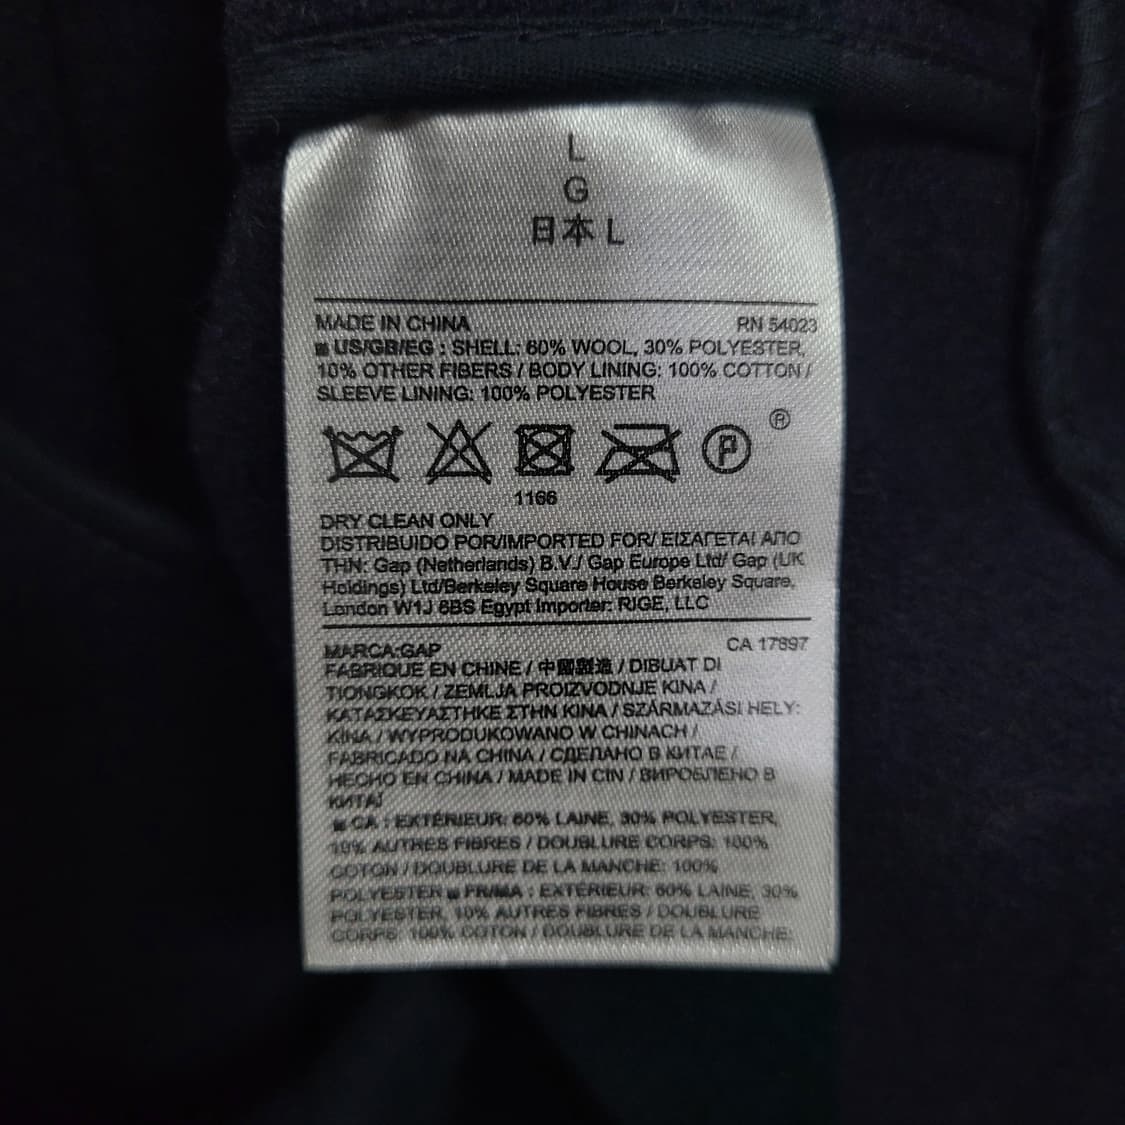 L
G
日本 L
MADE IN CHINA RN 54023
US/GB/EG : SHELL: 60% WOOL, 30% POLYESTER,
10% OTHER FIBERS / BODY LINING: 100% COTTON /
SLEEVE LINING: 100% POLYESTER
P ®
1166
DRY CLEAN ONLY
DISTRIBUIDO POR/IMPORTED FOR/ ΕΙΣΑΓΕΤΑΙ ΑΠΟ
THN: Gap (Netherlands) B.V./ Gap Europe Ltd/ Gap (UK
Holdings) Ltd/Berkeley Square House Berkeley Square,
London W1J 6BS Egypt Importer: RIGE, LLC
MARCA:GAP CA 17897
FABRIQUE EN CHINE / 中國製造 / DIBUAT DI
TIONGKOK / ZEMLJA PROIZVODNJE KINA /
ΚΑΤΑΣΚΕΥΑΣΤΗΚΕ ΣΤΗΝ ΚΙΝΑ / SZÁRMAZÁSI HELY:
KÍNA / WYPRODUKOWANO W CHINACH /
FABRICADO NA CHINA / СДЕЛАНО В КИТАЕ /
HECHO EN CHINA / MADE IN CIN / ВИРОБЛЕНО В
КИТАЇ
CA : EXTÉRIEUR: 60% LAINE, 30% POLYESTER,
10% AUTRES FIBRES / DOUBLURE CORPS: 100%
COTON / DOUBLURE DE LA MANCHE: 100%
POLYESTER FR/MA : EXTÉRIEUR: 60% LAINE, 30%
POLYESTER, 10% AUTRES FIBRES / DOUBLURE
CORPS: 100% COTON / DOUBLURE DE LA MANCHE: